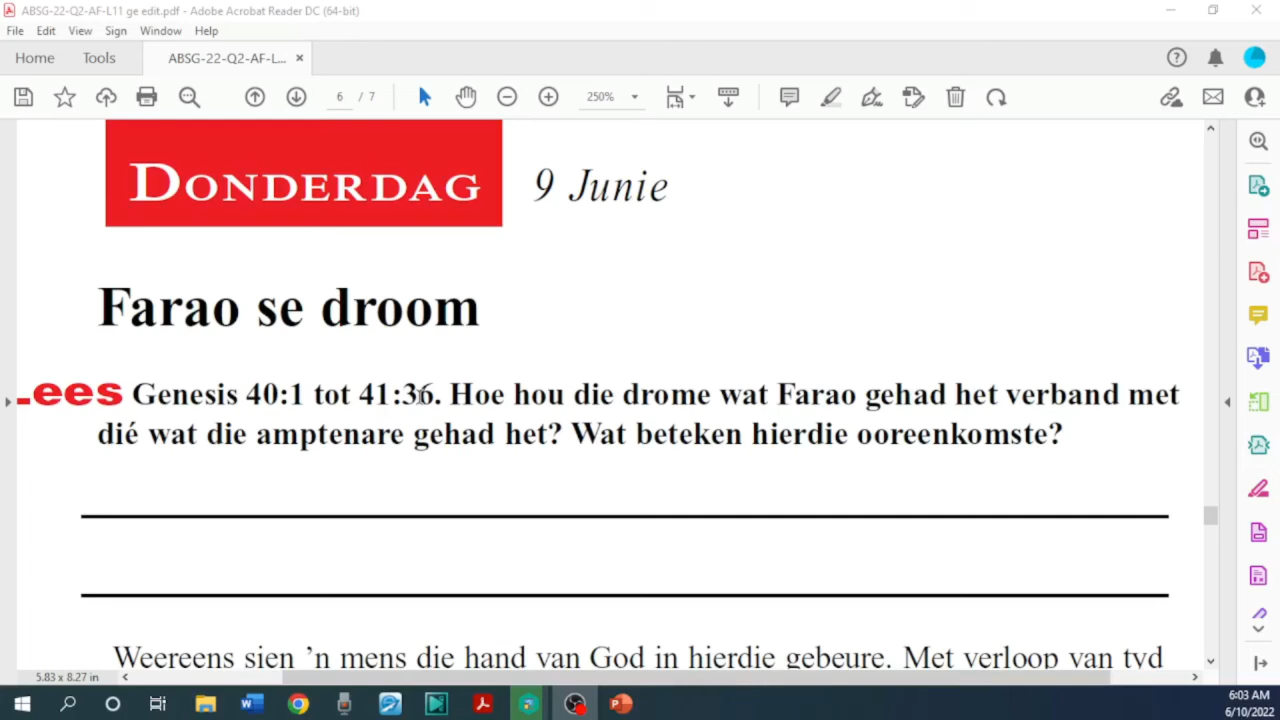 ABSG-22-Q2-AF-L11 ge edit.pdf - Adobe Acrobat Reader DC (64-bit)
File Edit View Sign Window Help
Home Tools ABSG-22-Q2-AF-L... ×
6 / 7 250%
DONDERDAG 9 Junie
Farao se droom
Lees Genesis 40:1 tot 41:36. Hoe hou die drome wat Farao gehad het verband met
dié wat die amptenare gehad het? Wat beteken hierdie ooreenkomste?
Weereens sien ’n mens die hand van God in hierdie gebeure. Met verloop van tyd
5.83 x 8.27 in
6:03 AM
6/10/2022